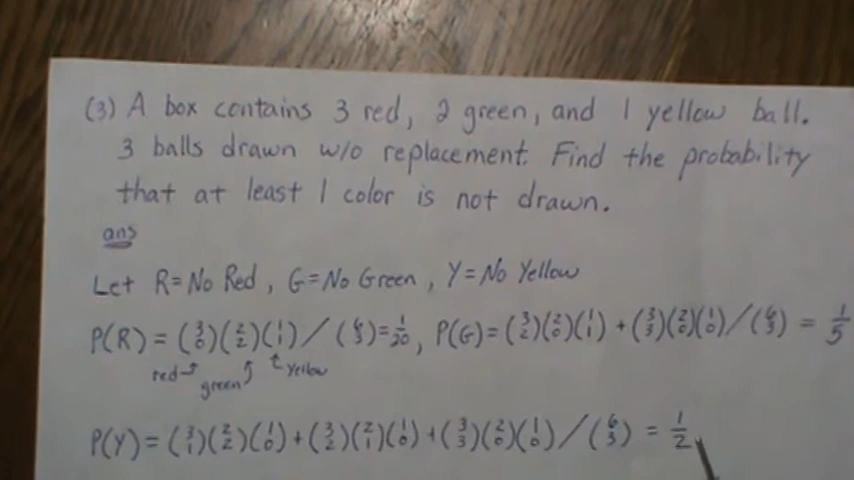 (3) A box contains 3 red, 2 green, and 1 yellow ball.
3 balls drawn w/o replacement. Find the probability
that at least 1 color is not drawn.
ans
Let R=No Red, G=No Green, Y=No Yellow
P(R) = (3 0)(2 2)(1 1)/(6 3)=1/20, P(G)=(3 2)(2 0)(1 1)+(3 3)(2 0)(1 0)/(6 3) = 1/5
red green yellow
P(Y)=(3 1)(2 2)(1 0)+(3 2)(2 1)(1 0)+(3 3)(2 0)(1 0)/(6 3) = 1/2